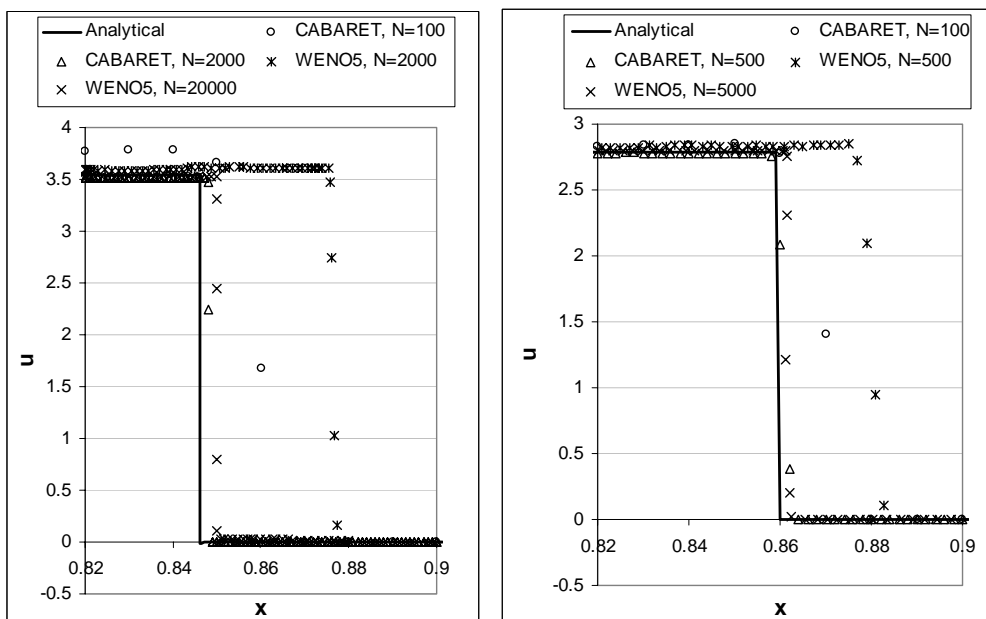 Analytical
CABARET, N=100
CABARET, N=2000
WENO5, N=2000
WENO5, N=20000
4
3.5
3
2.5
2
1.5
1
0.5
0
-0.5
0.82
0.84
0.86
0.88
0.9
u
x
Analytical
CABARET, N=100
CABARET, N=500
WENO5, N=500
WENO5, N=5000
3
2.5
2
1.5
1
0.5
0
-0.5
0.82
0.84
0.86
0.88
0.9
u
x